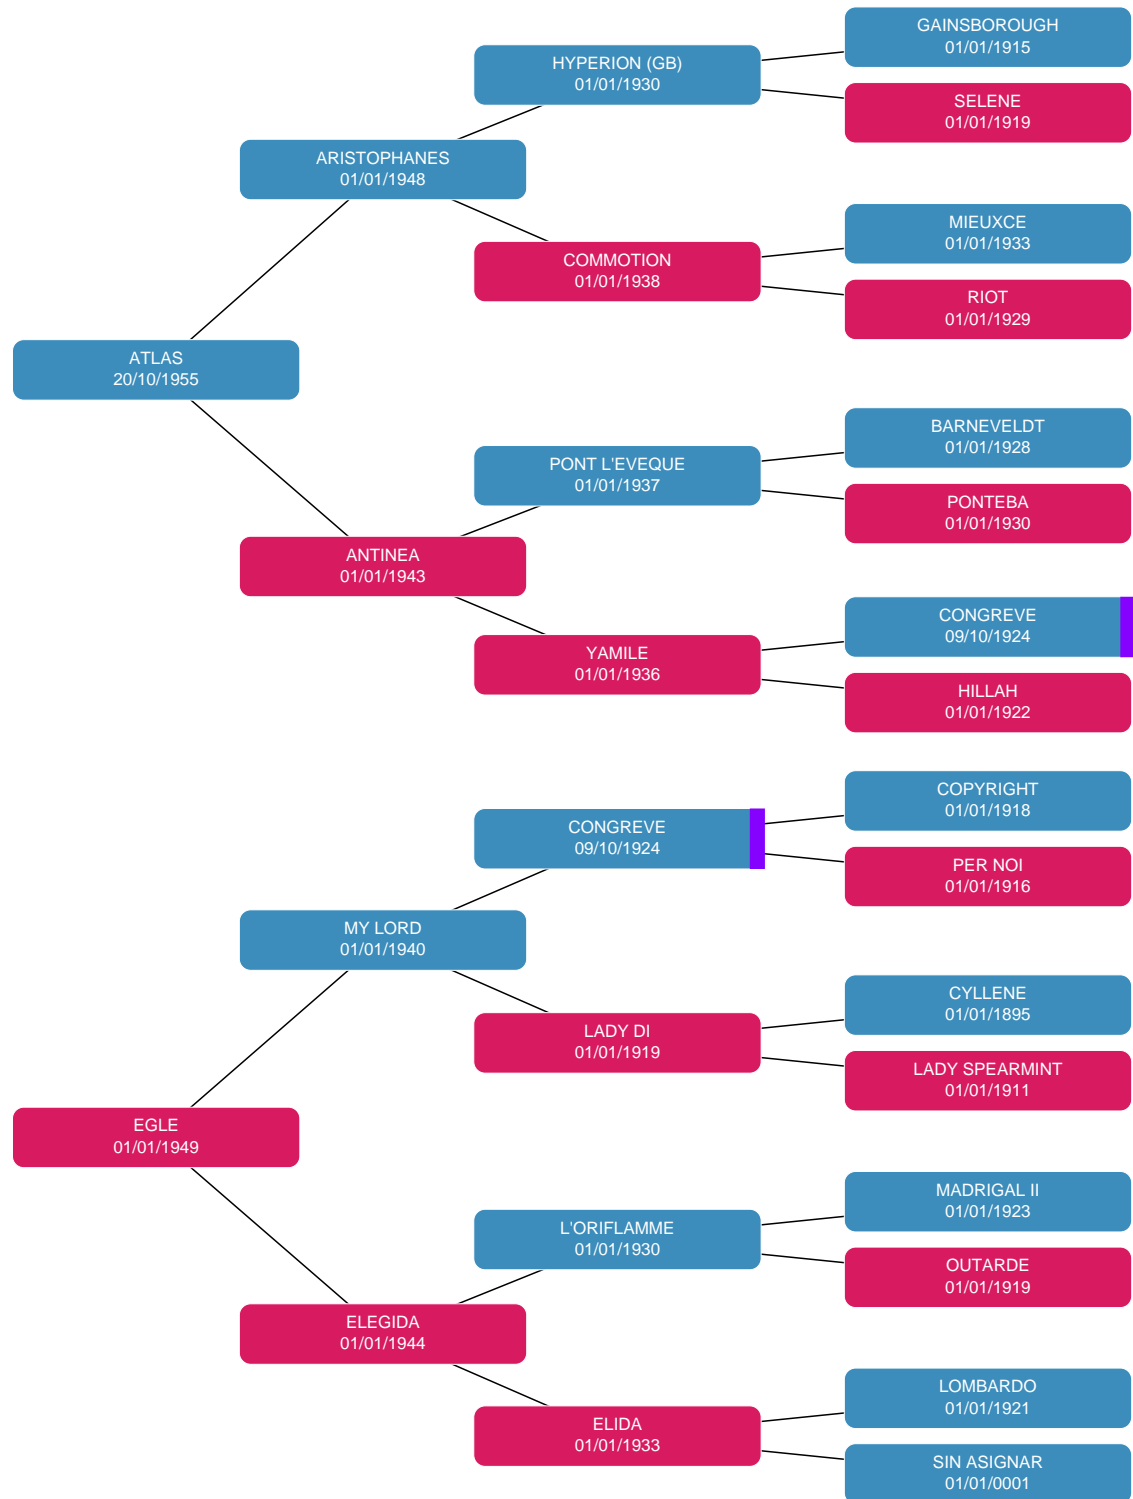 GAINSBOROUGH
01/01/1915
HYPERION (GB)
01/01/1930
SELENE
01/01/1919
ARISTOPHANES
01/01/1948
MIEUXCE
01/01/1933
COMMOTION
01/01/1938
RIOT
01/01/1929
ATLAS
20/10/1955
BARNEVELDT
01/01/1928
PONT L'EVEQUE
01/01/1937
PONTEBA
01/01/1930
ANTINEA
01/01/1943
CONGREVE
09/10/1924
YAMILE
01/01/1936
HILLAH
01/01/1922
COPYRIGHT
01/01/1918
CONGREVE
09/10/1924
PER NOI
01/01/1916
MY LORD
01/01/1940
CYLLENE
01/01/1895
LADY DI
01/01/1919
LADY SPEARMINT
01/01/1911
EGLE
01/01/1949
MADRIGAL II
01/01/1923
L'ORIFLAMME
01/01/1930
OUTARDE
01/01/1919
ELEGIDA
01/01/1944
LOMBARDO
01/01/1921
ELIDA
01/01/1933
SIN ASIGNAR
01/01/0001